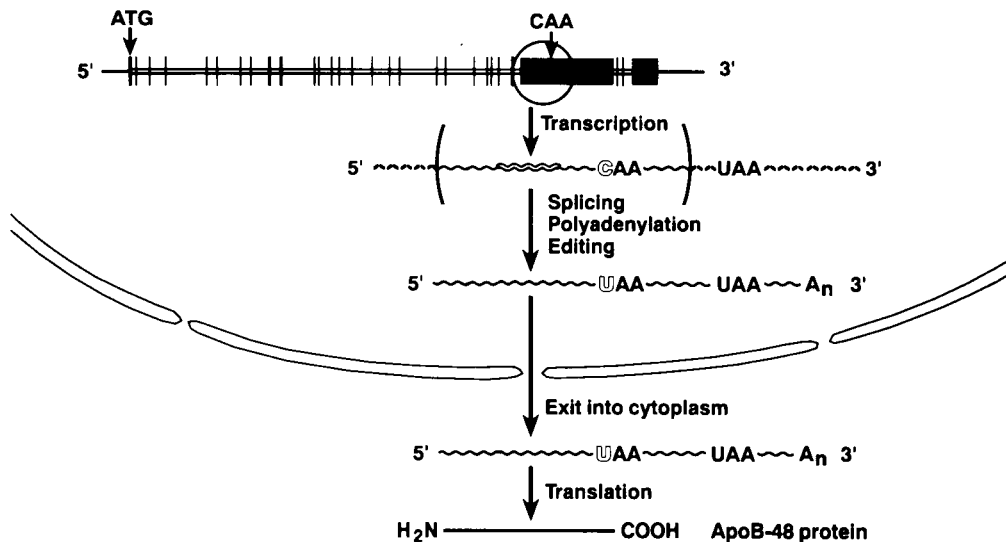 ATG
CAA
5' 3'
Transcription
5' CAA UAA 3'
Splicing
Polyadenylation
Editing
5' UAA UAA An 3'
Exit into cytoplasm
5' UAA UAA An 3'
Translation
H2N COOH ApoB-48 protein